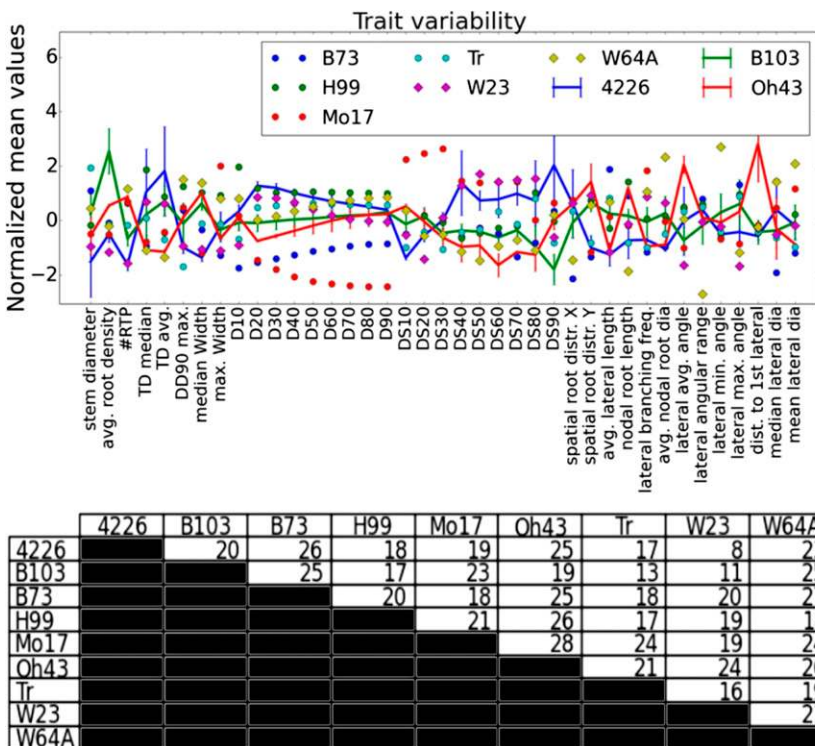 Trait variability
Normalized mean values
6
4
2
0
−2
B73
H99
Mo17
Tr
W23
W64A
4226
B103
Oh43
stem diameter
avg. root density
#RTP
TD median
TD avg.
DD90 max.
median Width
max. Width
D10
D20
D30
D40
D50
D60
D70
D80
D90
DS10
DS20
DS30
DS40
DS50
DS60
DS70
DS80
DS90
spatial root distr. X
spatial root distr. Y
avg. lateral length
nodal root length
lateral branching freq.
avg. nodal root dia
lateral avg. angle
lateral angular range
lateral min. angle
lateral max. angle
dist. to 1st lateral
median lateral dia
mean lateral dia
4226 B103 B73 H99 Mo17 Oh43 Tr W23 W64A
4226 20 26 18 19 25 17 8
B103 25 17 23 19 13 11
B73 20 18 25 18 20
H99 21 26 17 19
Mo17 28 24 19
Oh43 21 24
Tr 16
W23
W64A